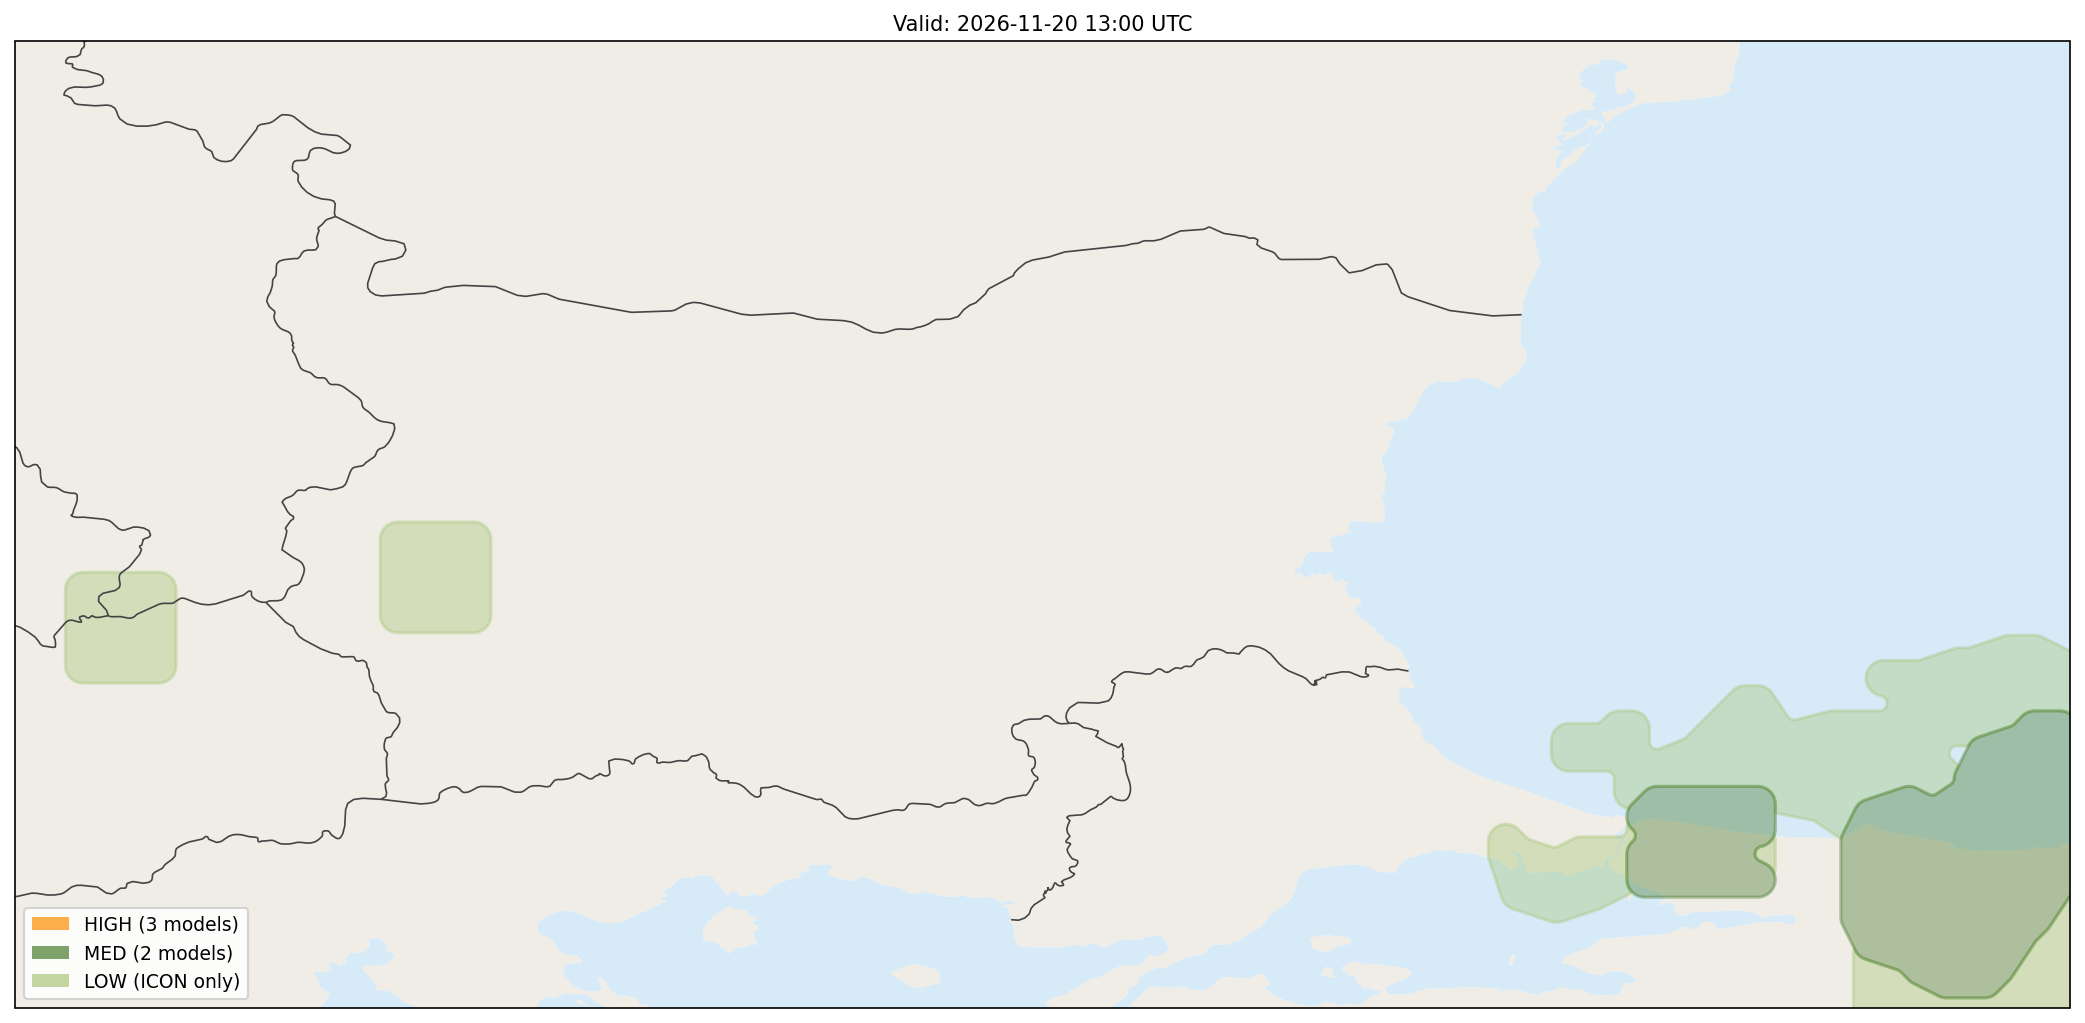 Valid: 2026-11-20 13:00 UTC
HIGH (3 models)
MED (2 models)
LOW (ICON only)